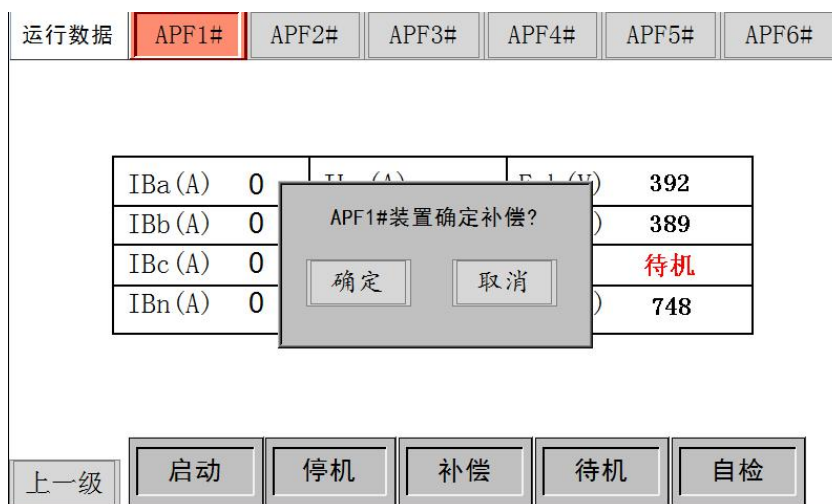 运行数据 APF1# APF2# APF3# APF4# APF5# APF6#
IBa(A) 0 (V) 392
IBb(A) 0 ) 389
IBc(A) 0 待机
IBn(A) 0 ) 748
APF1#装置确定补偿?
确定 取消
上一级 启动 停机 补偿 待机 自检